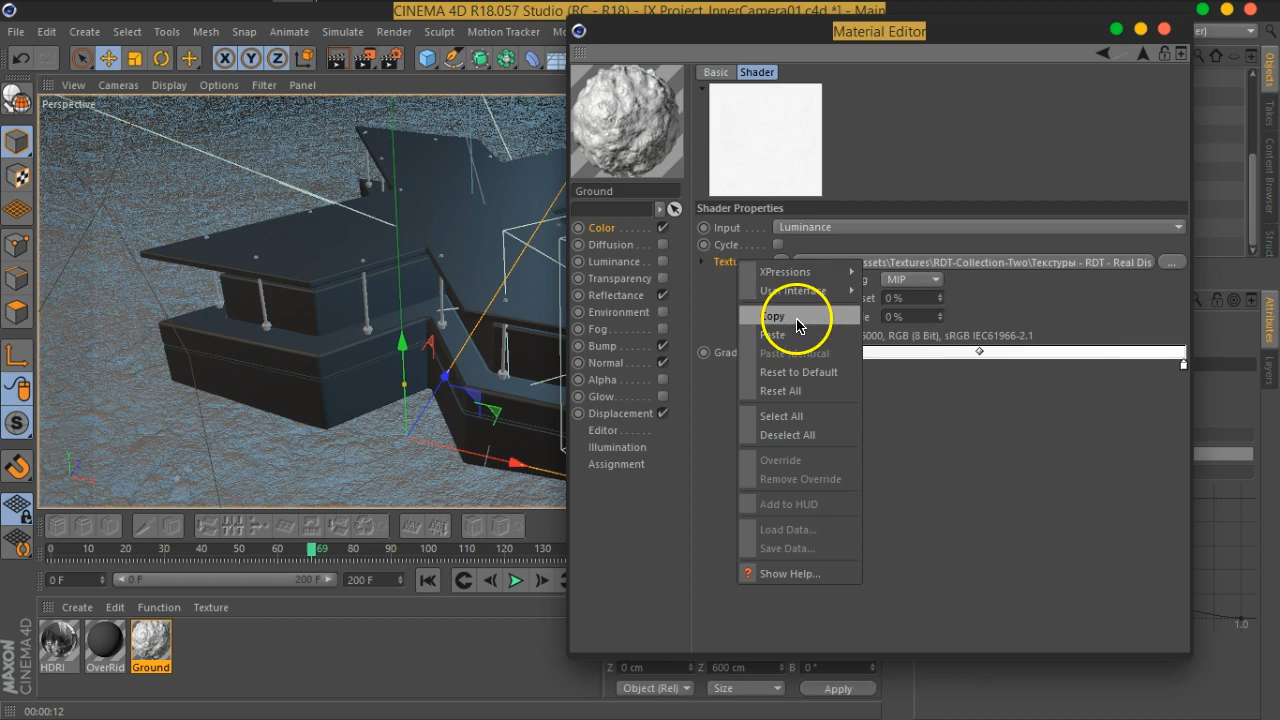 CINEMA 4D R18.057 Studio (RC - R18) - [X Project InnerCamera01.c4d *] - Main
File Edit Create Select Tools Mesh Snap Animate Simulate Render Sculpt Motion Tracker
View Cameras Display Options Filter Panel
Perspective
Material Editor
Basic Shader
Ground
Color
Diffusion . . .
Luminance . .
Transparency
Reflectance
Environment
Fog . . . . . . .
Bump . . . . .
Normal . . . .
Alpha . . . . .
Glow . . . . . .
Displacement
Editor . . . . . .
Illumination
Assignment
Shader Properties
Input . . . . Luminance
Cycle . . . . .
ssets\Textures\RDT-Collection-Two\Текстуры - RDT - Real Dis ...
MIP
0 %
0 %
RGB (8 Bit), sRGB IEC61966-2.1
Grad
XPressions
User Interface
Copy
Paste
Paste Identical
Reset to Default
Reset All
Select All
Deselect All
Override
Remove Override
Add to HUD
Load Data...
Save Data...
Show Help...
Objects
Takes
Content Browser
Struct
Attributes
Layers
1.0
0 10 20 30 40 50 60 69 80 90 100 110 120 130
0 F 0 F 200 F 200 F
Create Edit Function Texture
HDRI OverRid Ground
MAXON
CINEMA 4D
Z 0 cm Z 600 cm B 0 °
Object (Rel) Size Apply
00:00:12